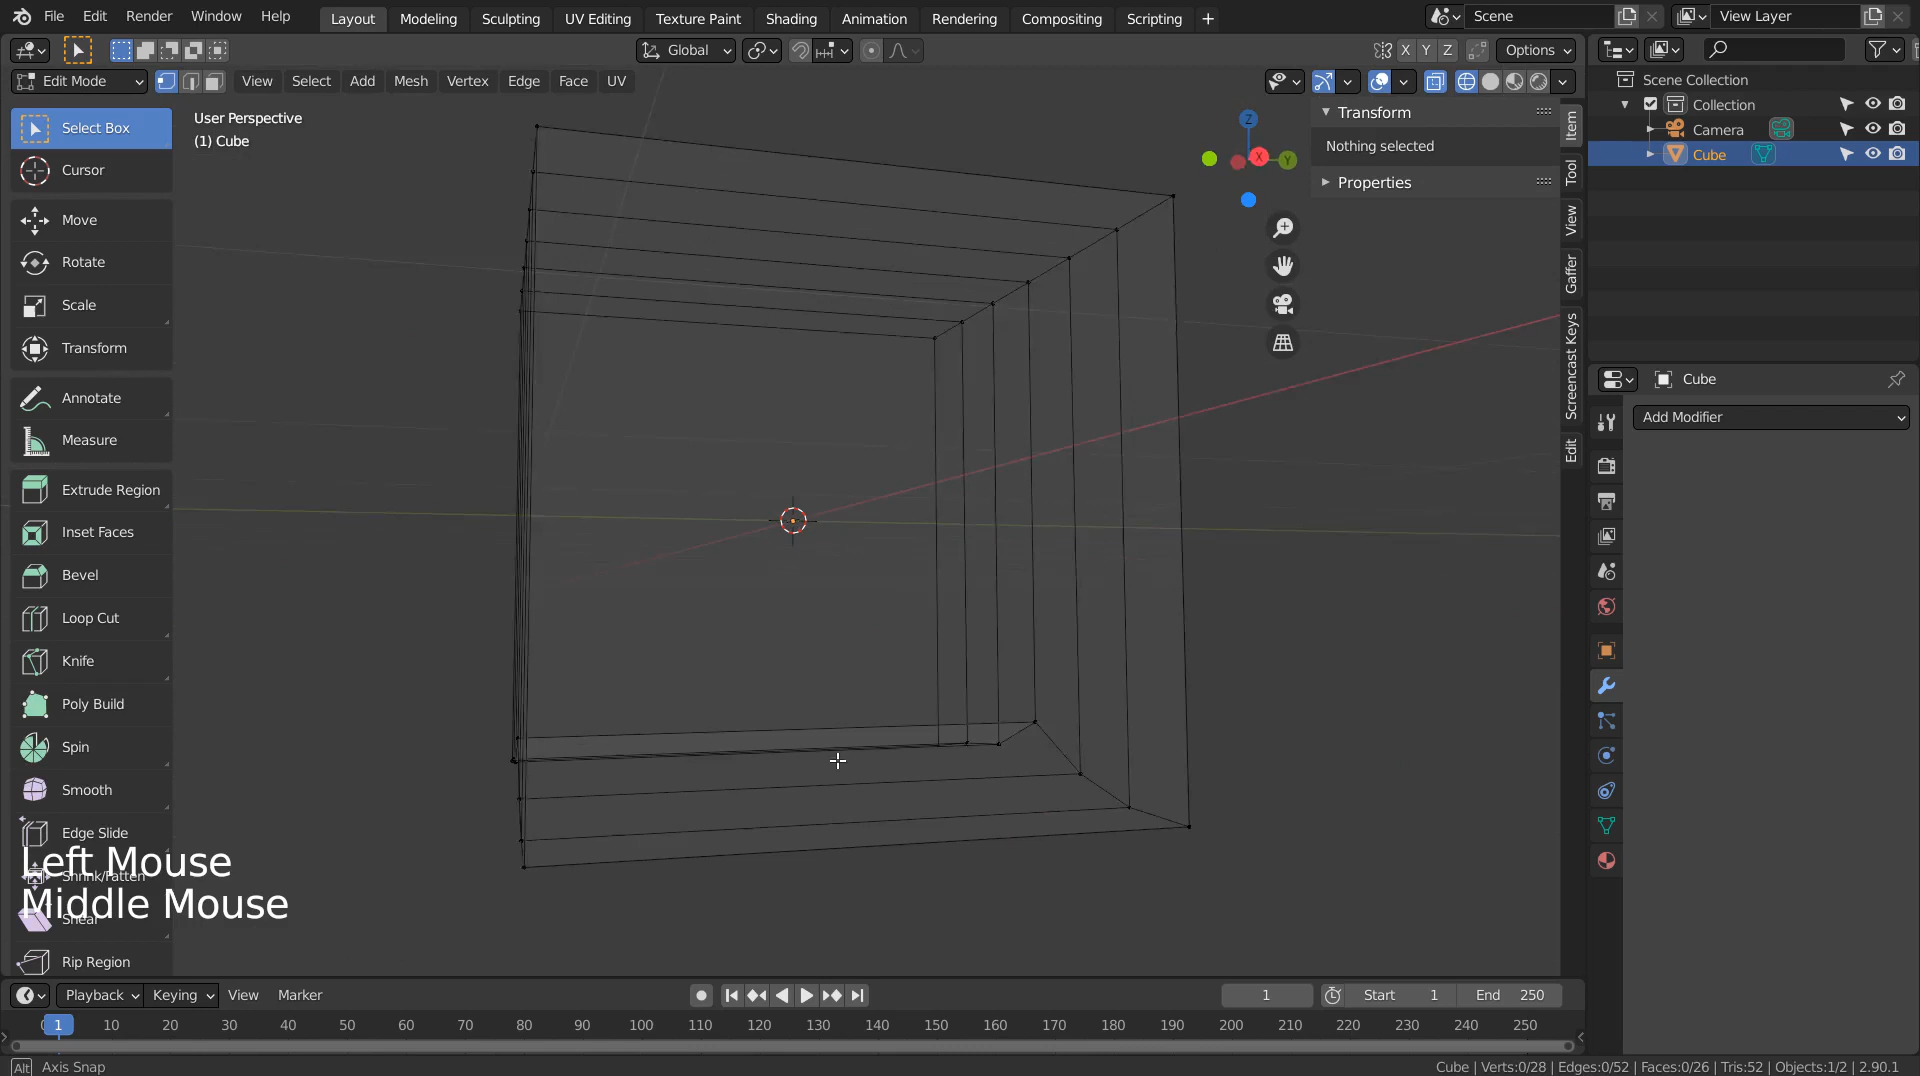 File Edit Render Window Help Layout Modeling Sculpting UV Editing Texture Paint Shading Animation Rendering Compositing Scripting + Scene View Layer
Global X Y Z Options
Edit Mode View Select Add Mesh Vertex Edge Face UV
User Perspective
(1) Cube
Select Box
Cursor
Move
Rotate
Scale
Transform
Annotate
Measure
Extrude Region
Inset Faces
Bevel
Loop Cut
Knife
Poly Build
Spin
Smooth
Edge Slide
Shrink/Fatten
Shear
Rip Region
Left Mouse
Middle Mouse
Z
X
Y
Transform
Nothing selected
Properties
Item
Tool
View
Gaffer
Screencast Keys
Edit
Scene Collection
Collection
Camera
Cube
Cube
Add Modifier
Playback Keying View Marker 1 Start 1 End 250
1 10 20 30 40 50 60 70 80 90 100 110 120 130 140 150 160 170 180 190 200 210 220 230 240 250
Alt Axis Snap
Cube | Verts:0/28 | Edges:0/52 | Faces:0/26 | Tris:52 | Objects:1/2 | 2.90.1